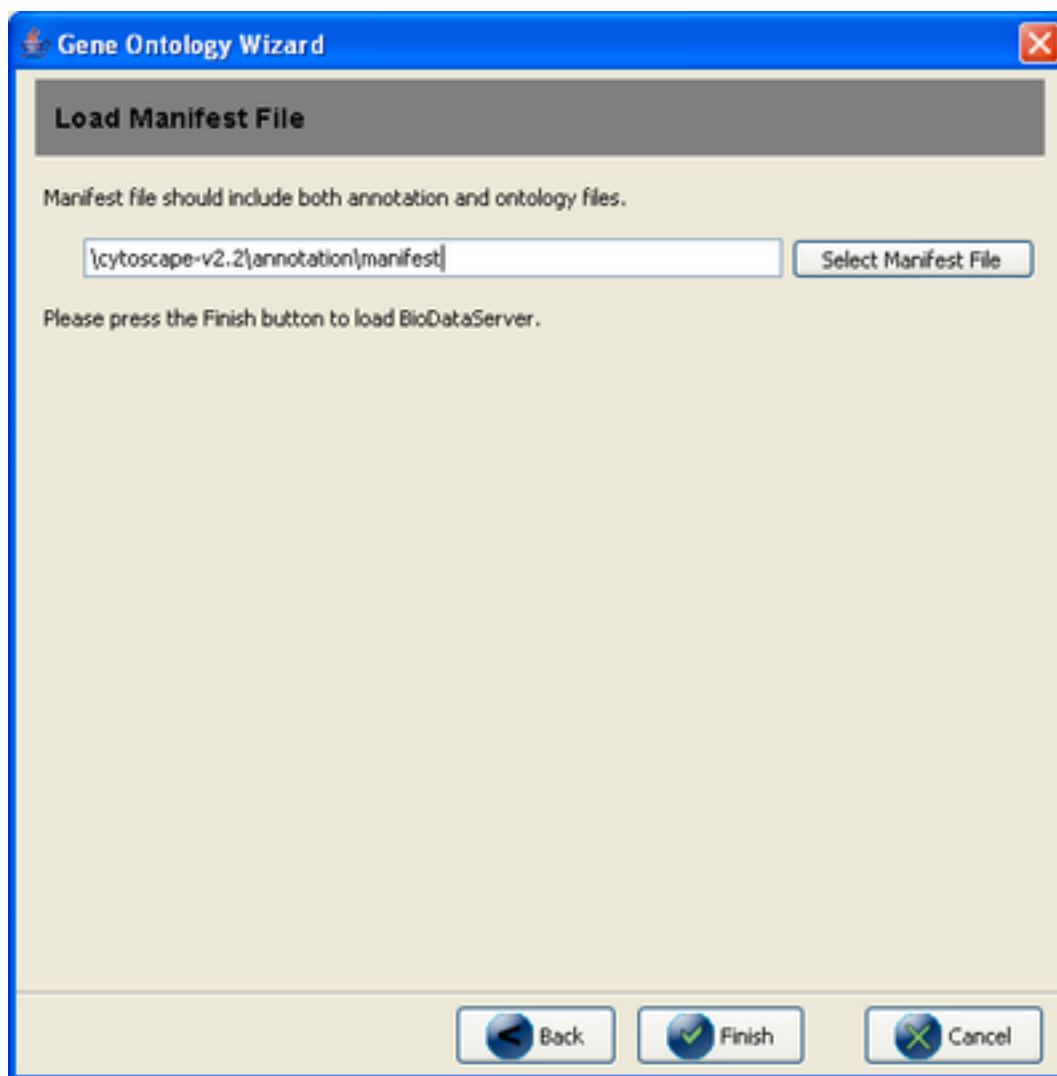 Gene Ontology Wizard
Load Manifest File
Manifest file should include both annotation and ontology files.
\cytoscape-v2.2\annotation\manifest
Select Manifest File
Please press the Finish button to load BioDataServer.
Back
Finish
Cancel